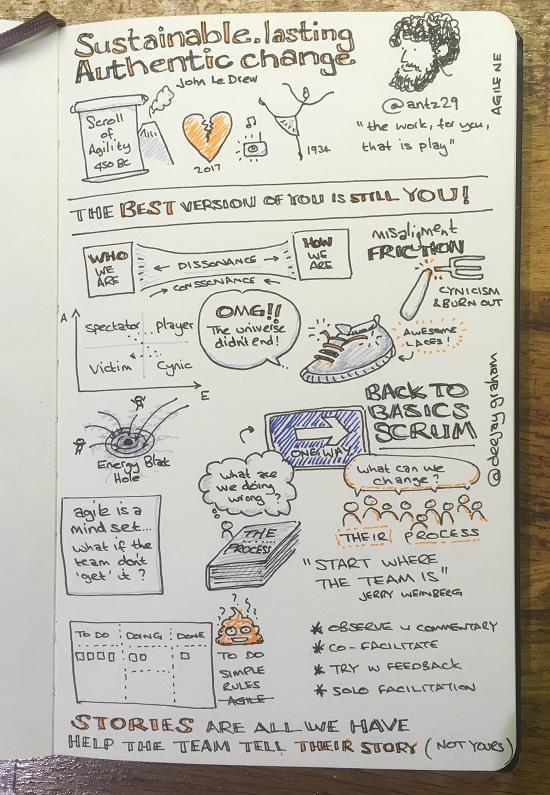 Sustainable, lasting
Authentic change
John Le Drew
AGILE NE
@antz29
"the work, for you,
that is play"
Scroll
of
Agility
450 BC
2017
1934
THE BEST VERSION OF YOU IS STILL YOU!
WHO
WE
ARE
DISSONANCE
CONSSONANCE
HOW
WE
ARE
misaligment
FRICTION
CYNICISM
& BURN OUT
A
spectator
player
Victim
Cynic
E
OMG!!
The universe
didn't end!
AWESOME
LACES!
@deejaygraham
BACK TO
BASICS
SCRUM
Energy Black
Hole
ONE WAY
what are
we doing
wrong?
What can we
change?
THEIR PROCESS
agile is a
mind set...
what if the
team don't
'get' it?
THE
PROCESS
"START WHERE
THE TEAM IS"
JERRY WEINBERG
TO DO
DOING
DONE
TO DO
SIMPLE
RULES
AGILE
* OBSERVE W COMMENTARY
* CO-FACILITATE
* TRY W FEEDBACK
* SOLO FACILITATION
STORIES ARE ALL WE HAVE
HELP THE TEAM TELL THEIR STORY (NOT YOURS)